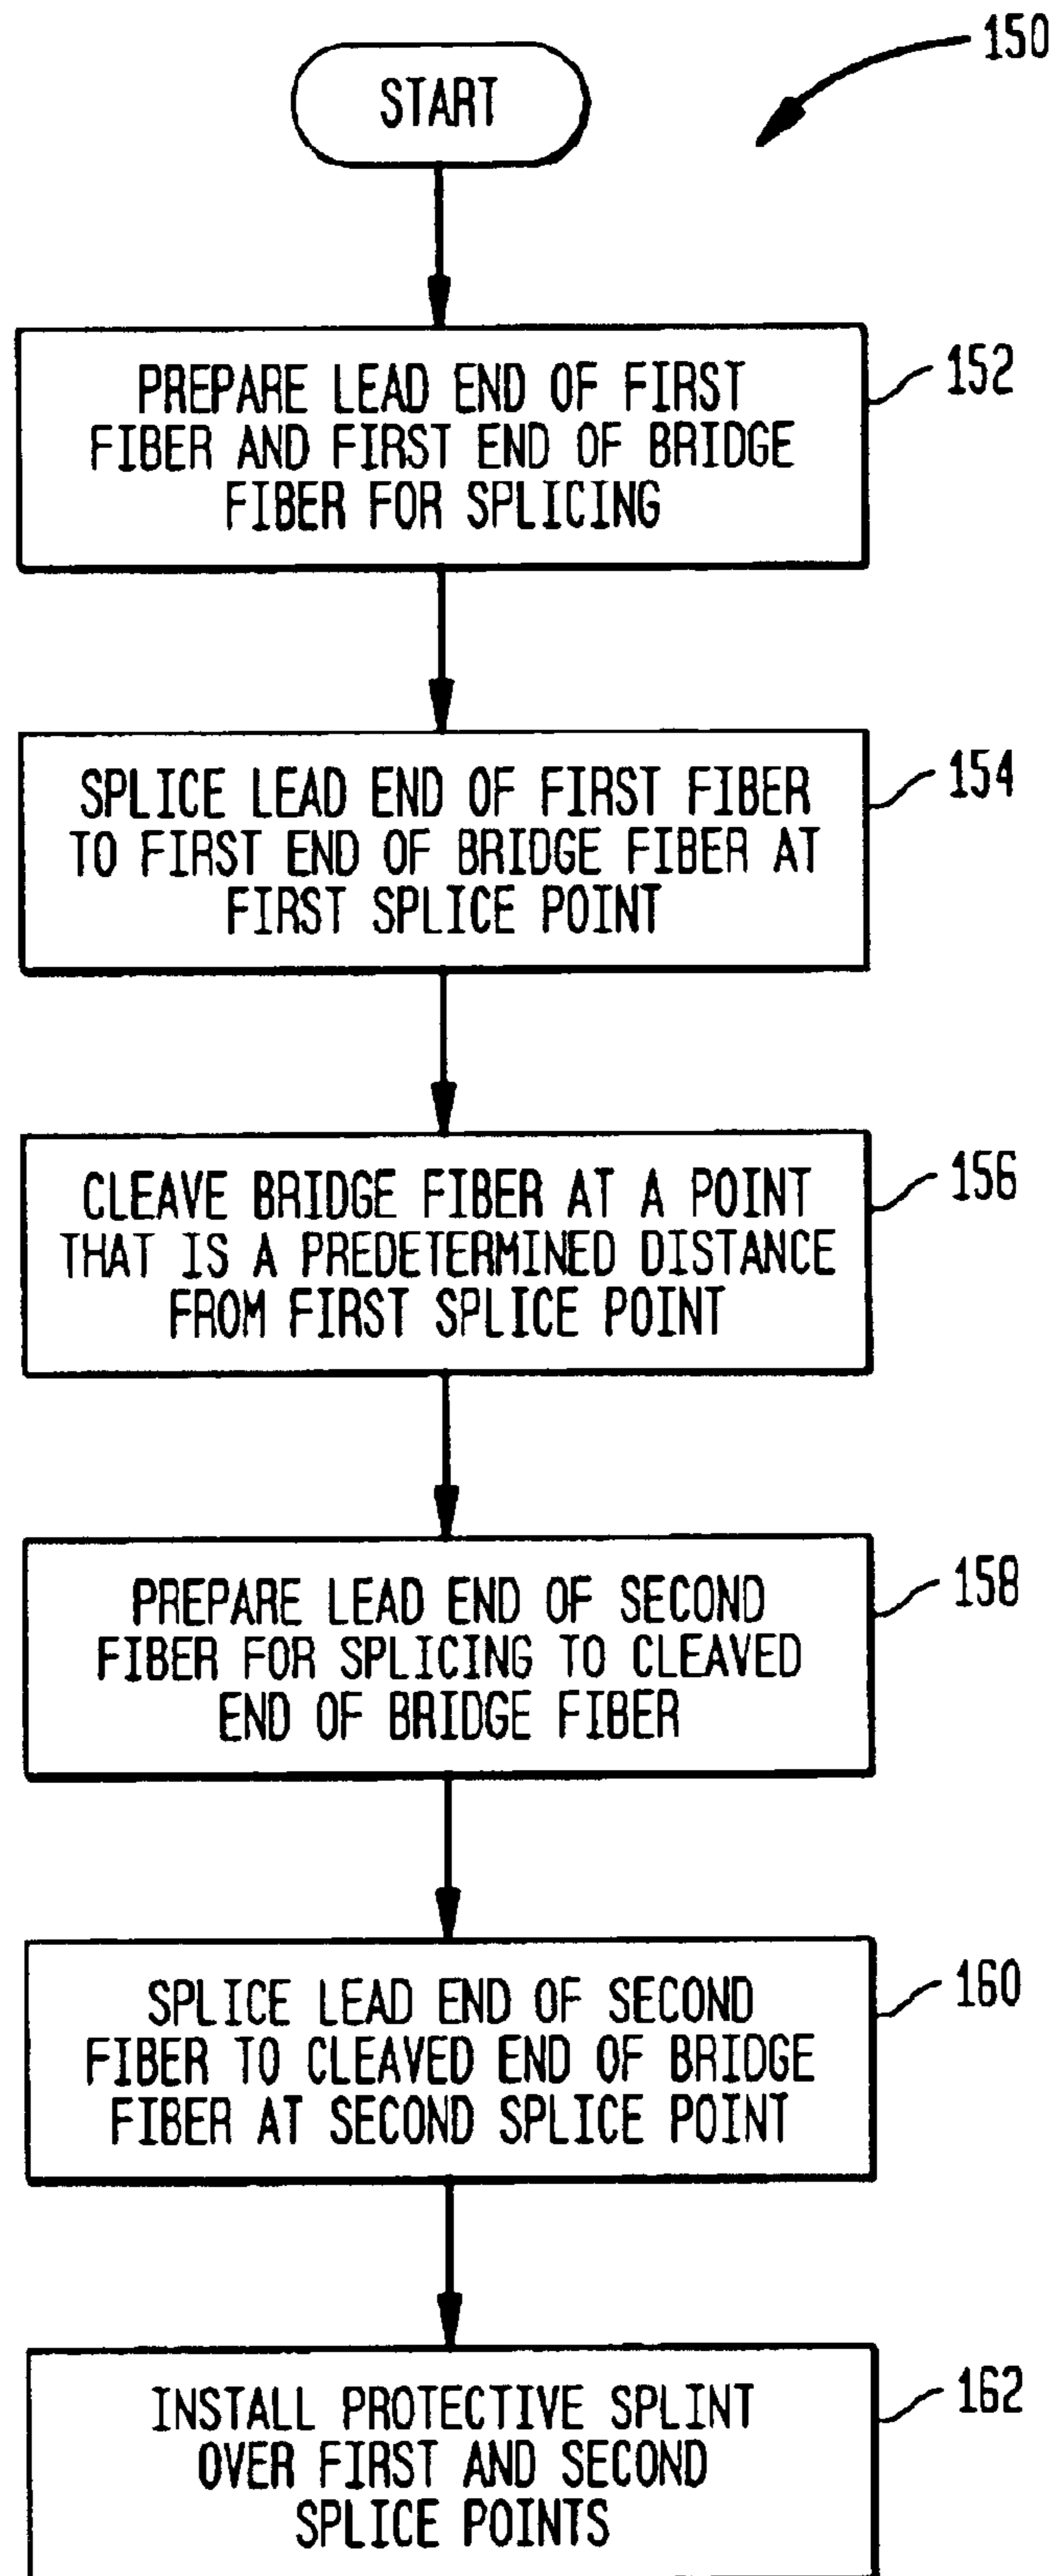 150
START
PREPARE LEAD END OF FIRST
FIBER AND FIRST END OF BRIDGE
FIBER FOR SPLICING
152
SPLICE LEAD END OF FIRST FIBER
TO FIRST END OF BRIDGE FIBER AT
FIRST SPLICE POINT
154
CLEAVE BRIDGE FIBER AT A POINT
THAT IS A PREDETERMINED DISTANCE
FROM FIRST SPLICE POINT
156
PREPARE LEAD END OF SECOND
FIBER FOR SPLICING TO CLEAVED
END OF BRIDGE FIBER
158
SPLICE LEAD END OF SECOND
FIBER TO CLEAVED END OF BRIDGE
FIBER AT SECOND SPLICE POINT
160
INSTALL PROTECTIVE SPLINT
OVER FIRST AND SECOND
SPLICE POINTS
162